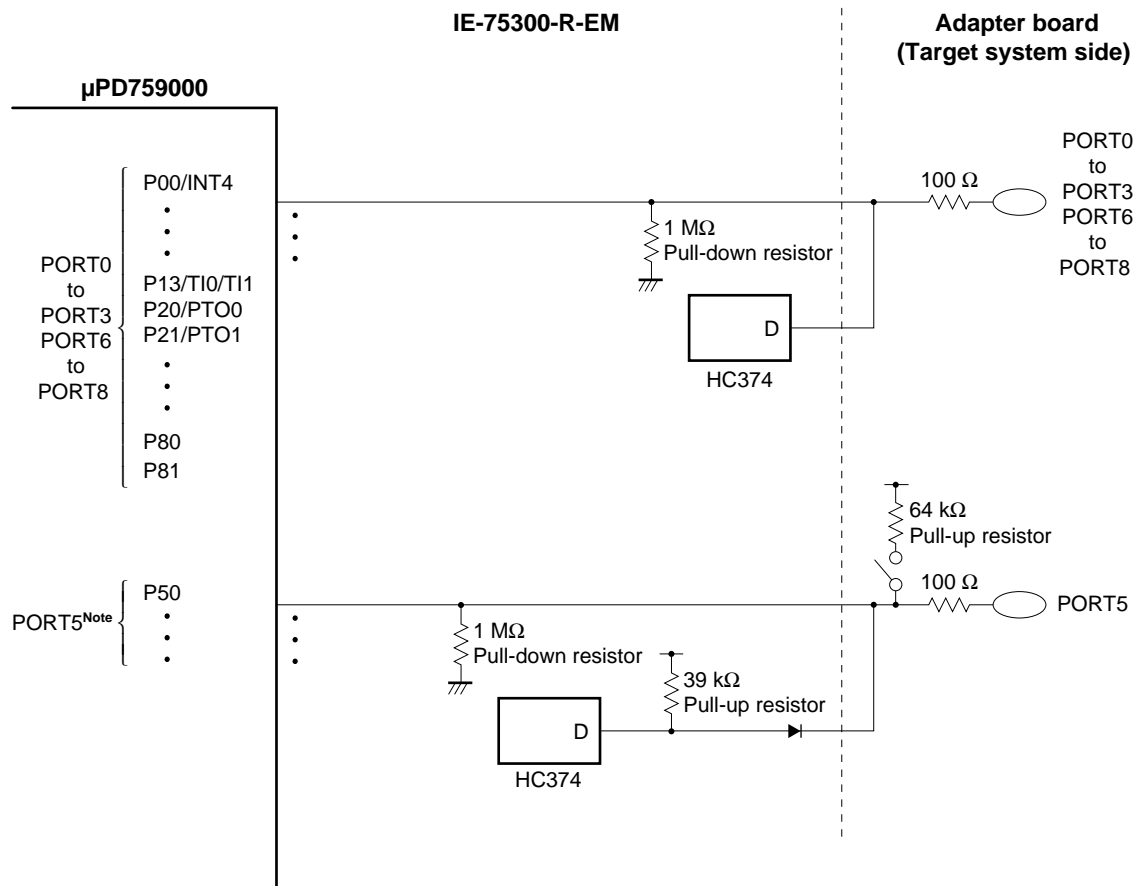 IE-75300-R-EM
Adapter board
(Target system side)
µPD759000
PORT0
to
PORT3
PORT6
to
PORT8
P00/INT4
P13/TI0/TI1
P20/PTO0
P21/PTO1
P80
P81
1 MΩ
Pull-down resistor
D
HC374
100 Ω
PORT0
to
PORT3
PORT6
to
PORT8
PORT5Note
P50
1 MΩ
Pull-down resistor
D
HC374
39 kΩ
Pull-up resistor
64 kΩ
Pull-up resistor
100 Ω
PORT5